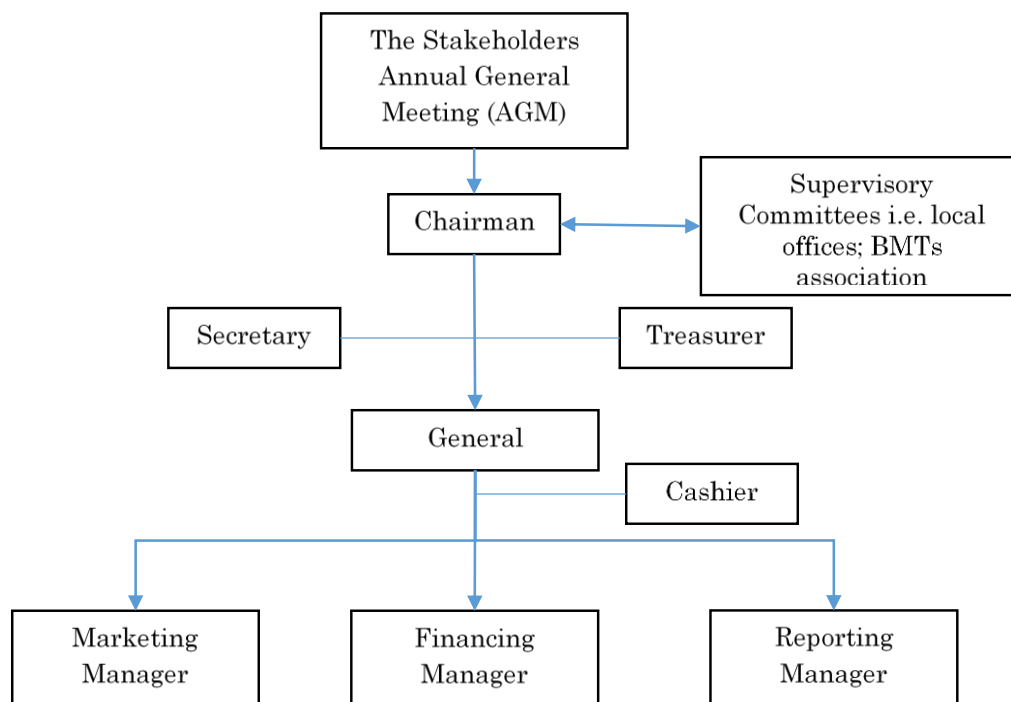 The Stakeholders
Annual General
Meeting (AGM)
Supervisory
Committees i.e. local
offices; BMTs
association
Chairman
Secretary
Treasurer
General
Cashier
Marketing
Manager
Financing
Manager
Reporting
Manager